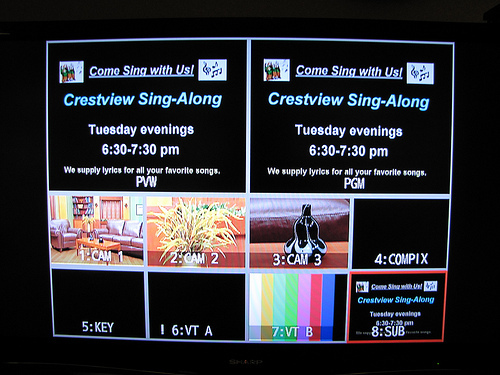 Come Sing with Us!
Crestview Sing-Along
Tuesday evenings
6:30-7:30 pm
We supply lyrics for all your favorite songs.
PVW
Come Sing with Us!
Crestview Sing-Along
Tuesday evenings
6:30-7:30 pm
We supply lyrics for all your favorite songs.
PGM
1:CAM 1
2:CAM 2
3:CAM 3
4:COMPIX
5:KEY
! 6:VT A
7:VT B
Come Sing with Us!
Crestview Sing-Along
Tuesday evenings
6:30-7:30 pm
8:SUB